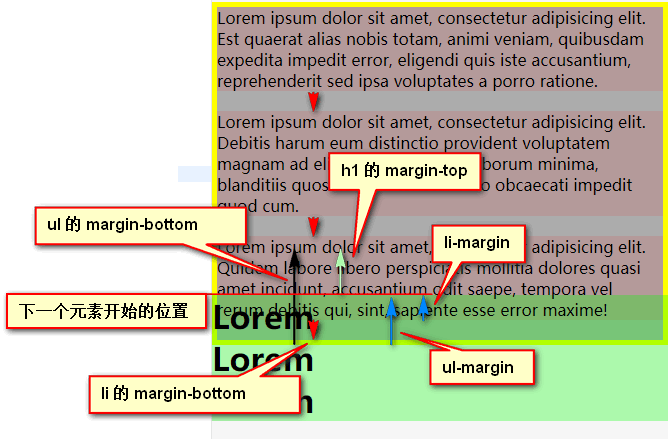 Lorem ipsum dolor sit amet, consectetur adipisicing elit.
Est quaerat alias nobis totam, animi veniam, quibusdam
expedita impedit error, eligendi quis iste accusantium,
reprehenderit sed ipsa voluptates a porro ratione.
Lorem ipsum dolor sit amet, consectetur adipisicing elit.
Debitis harum eum distinctio provident voluptatem
magnam ad borum minima,
h1 的 margin-top
blanditiis quos obcaecati impedit
quod cum.
ul 的 margin-bottom
Lorem ipsum dolor sit amet, adipisicing elit.
li-margin
Quidem labore libero perspiciatis mollitia dolores quasi
amet incidunt, accusantium odit saepe, tempora vel
下一个元素开始的位置
rerum debitis qui, sint, sapiente esse error maxime!
Lorem
Lorem
ul-margin
li 的 margin-bottom